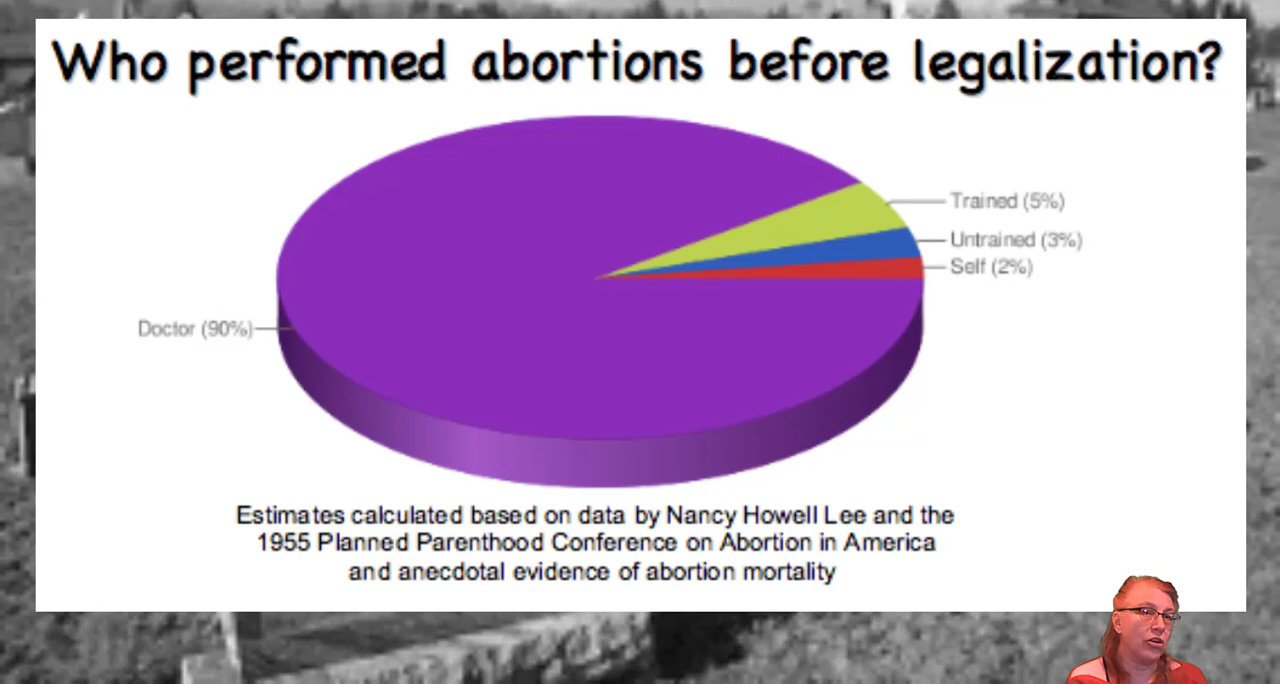 Who performed abortions before legalization?
Trained (5%)
Untrained (3%)
Self (2%)
Doctor (90%)
Estimates calculated based on data by Nancy Howell Lee and the
1955 Planned Parenthood Conference on Abortion in America
and anecdotal evidence of abortion mortality